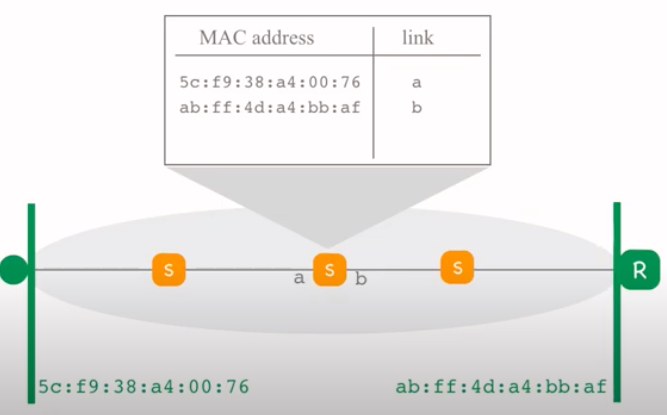 MAC address link
5c:f9:38:a4:00:76 a
ab:ff:4d:a4:bb:af b
S S S R
a b
5c:f9:38:a4:00:76 ab:ff:4d:a4:bb:af